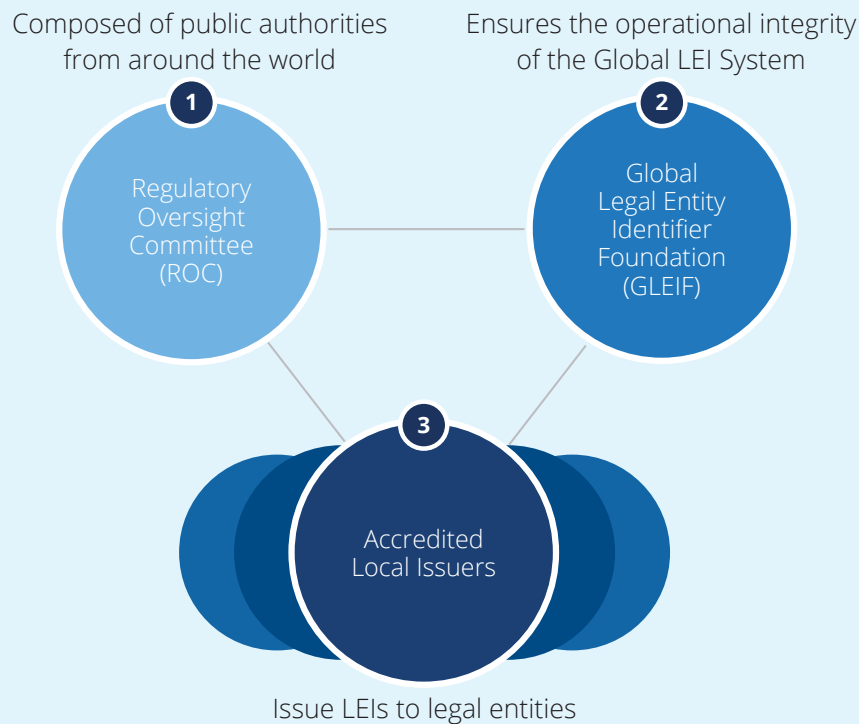 Composed of public authorities
from around the world
1
Regulatory
Oversight
Committee
(ROC)
Ensures the operational integrity
of the Global LEI System
2
Global
Legal Entity
Identifier
Foundation
(GLEIF)
3
Accredited
Local Issuers
Issue LEIs to legal entities